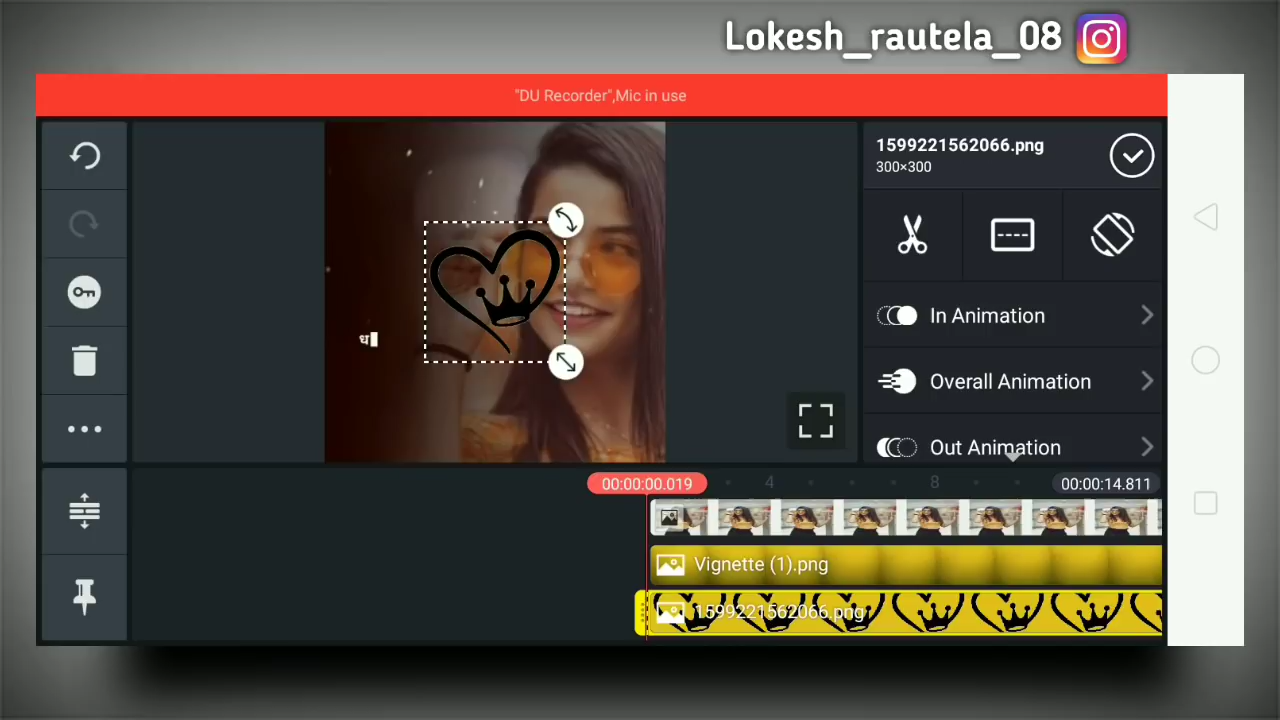 Lokesh_rautela_08
"DU Recorder",Mic in use
1599221562066.png
300×300
In Animation
Overall Animation
Out Animation
ध
00:00:00.019
4
8
00:00:14.811
Vignette (1).png
1599221562066.png